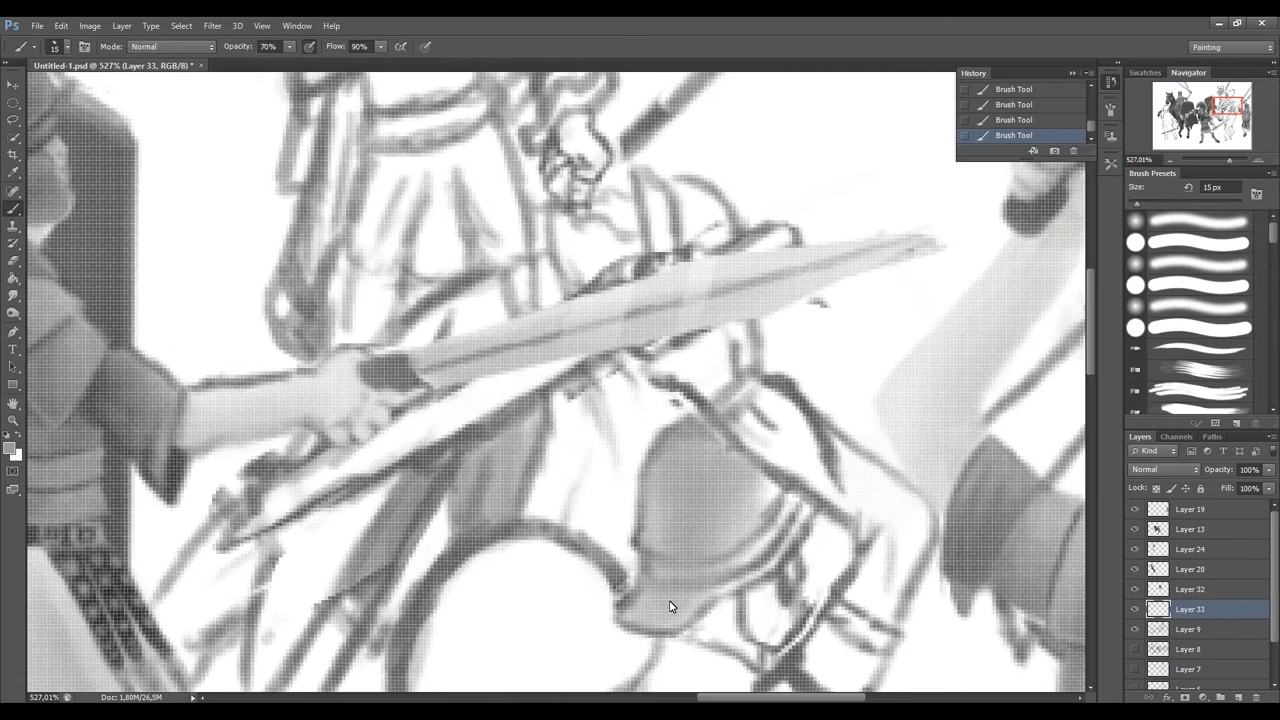 Ps File Edit Image Layer Type Select Filter 3D View Window Help
15 Mode: Normal Opacity: 70% Flow: 90% Painting
Untitled-1.psd @ 527% (Layer 33, RGB/8) * ×
History
Brush Tool
Brush Tool
Brush Tool
Brush Tool
Swatches Navigator
527,01%
Brush Presets
Size: 15 px
Layers Channels Paths
Kind
Normal Opacity: 100%
Lock: Fill: 100%
Layer 19
Layer 13
Layer 24
Layer 20
Layer 32
Layer 33
Layer 9
Layer 8
Layer 7
527,01% Doc: 1,80M/26,5M